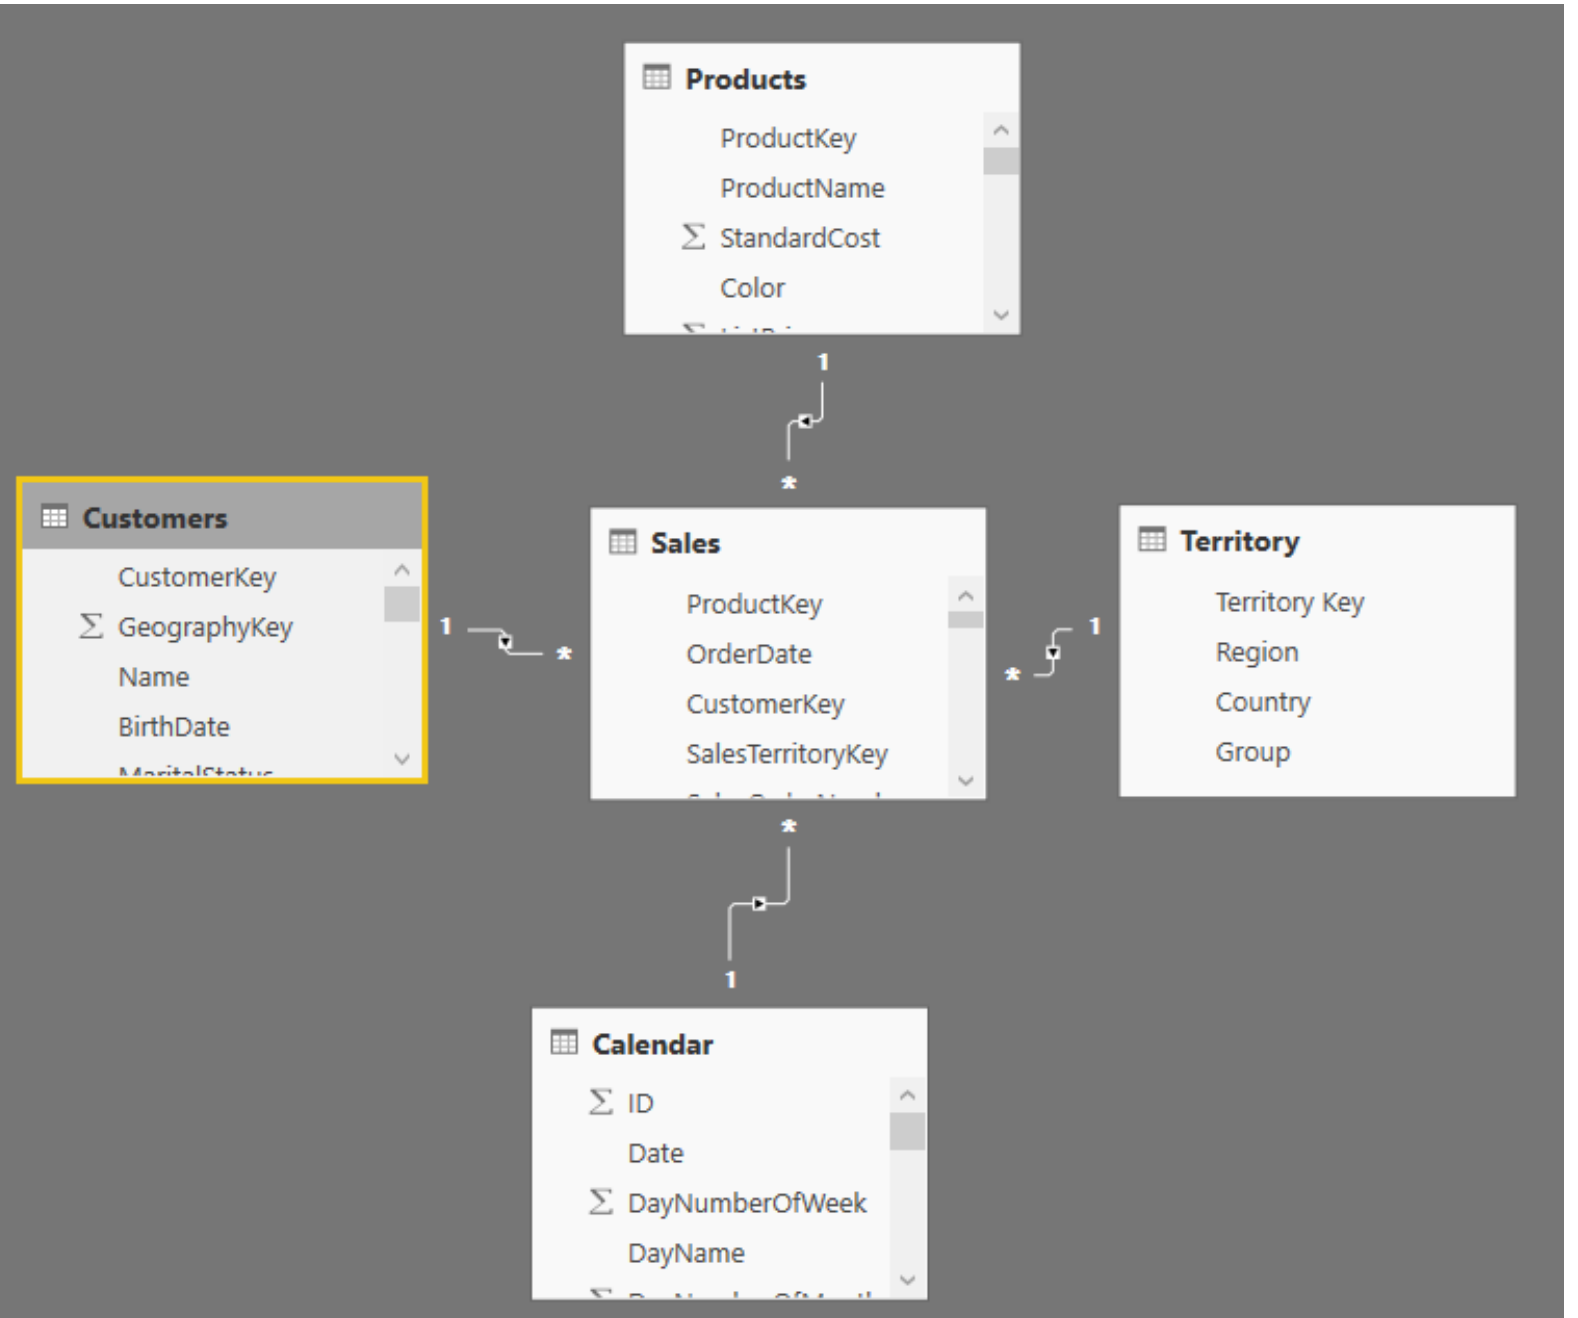 Products
ProductKey
ProductName
Σ StandardCost
Color
1
*
Customers
CustomerKey
Σ GeographyKey
Name
BirthDate
MaritalStatus
1
*
Sales
ProductKey
OrderDate
CustomerKey
SalesTerritoryKey
*
1
Territory
Territory Key
Region
Country
Group
*
1
Calendar
Σ ID
Date
Σ DayNumberOfWeek
DayName